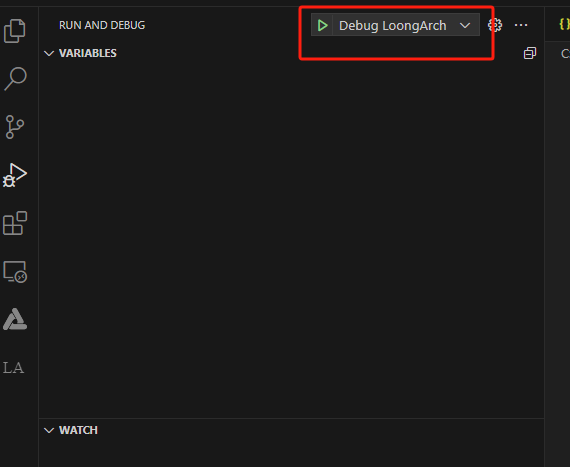 RUN AND DEBUG
Debug LoongArch
{}
VARIABLES
C
LA
WATCH